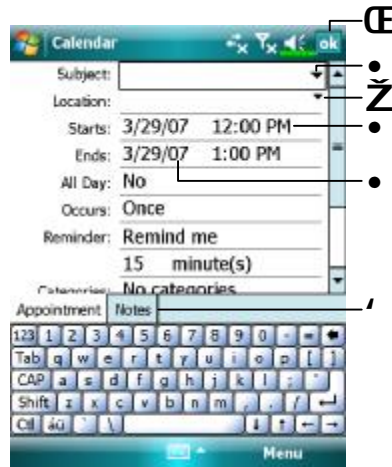 Calendar ok Œ
Subject: •
Location: Ž
Starts: 3/29/07 12:00 PM •
Ends: 3/29/07 1:00 PM •
All Day: No
Occurs: Once
Reminder: Remind me
15 minute(s)
Categories: No categories
Appointment Notes ‘
123 1 2 3 4 5 6 7 8 9 0 - =
Tab q w e r t y u i o p [ ]
CAP a s d f g h j k l ; '
Shift z x c v b n m , . /
Ctl áü ` \
Menu